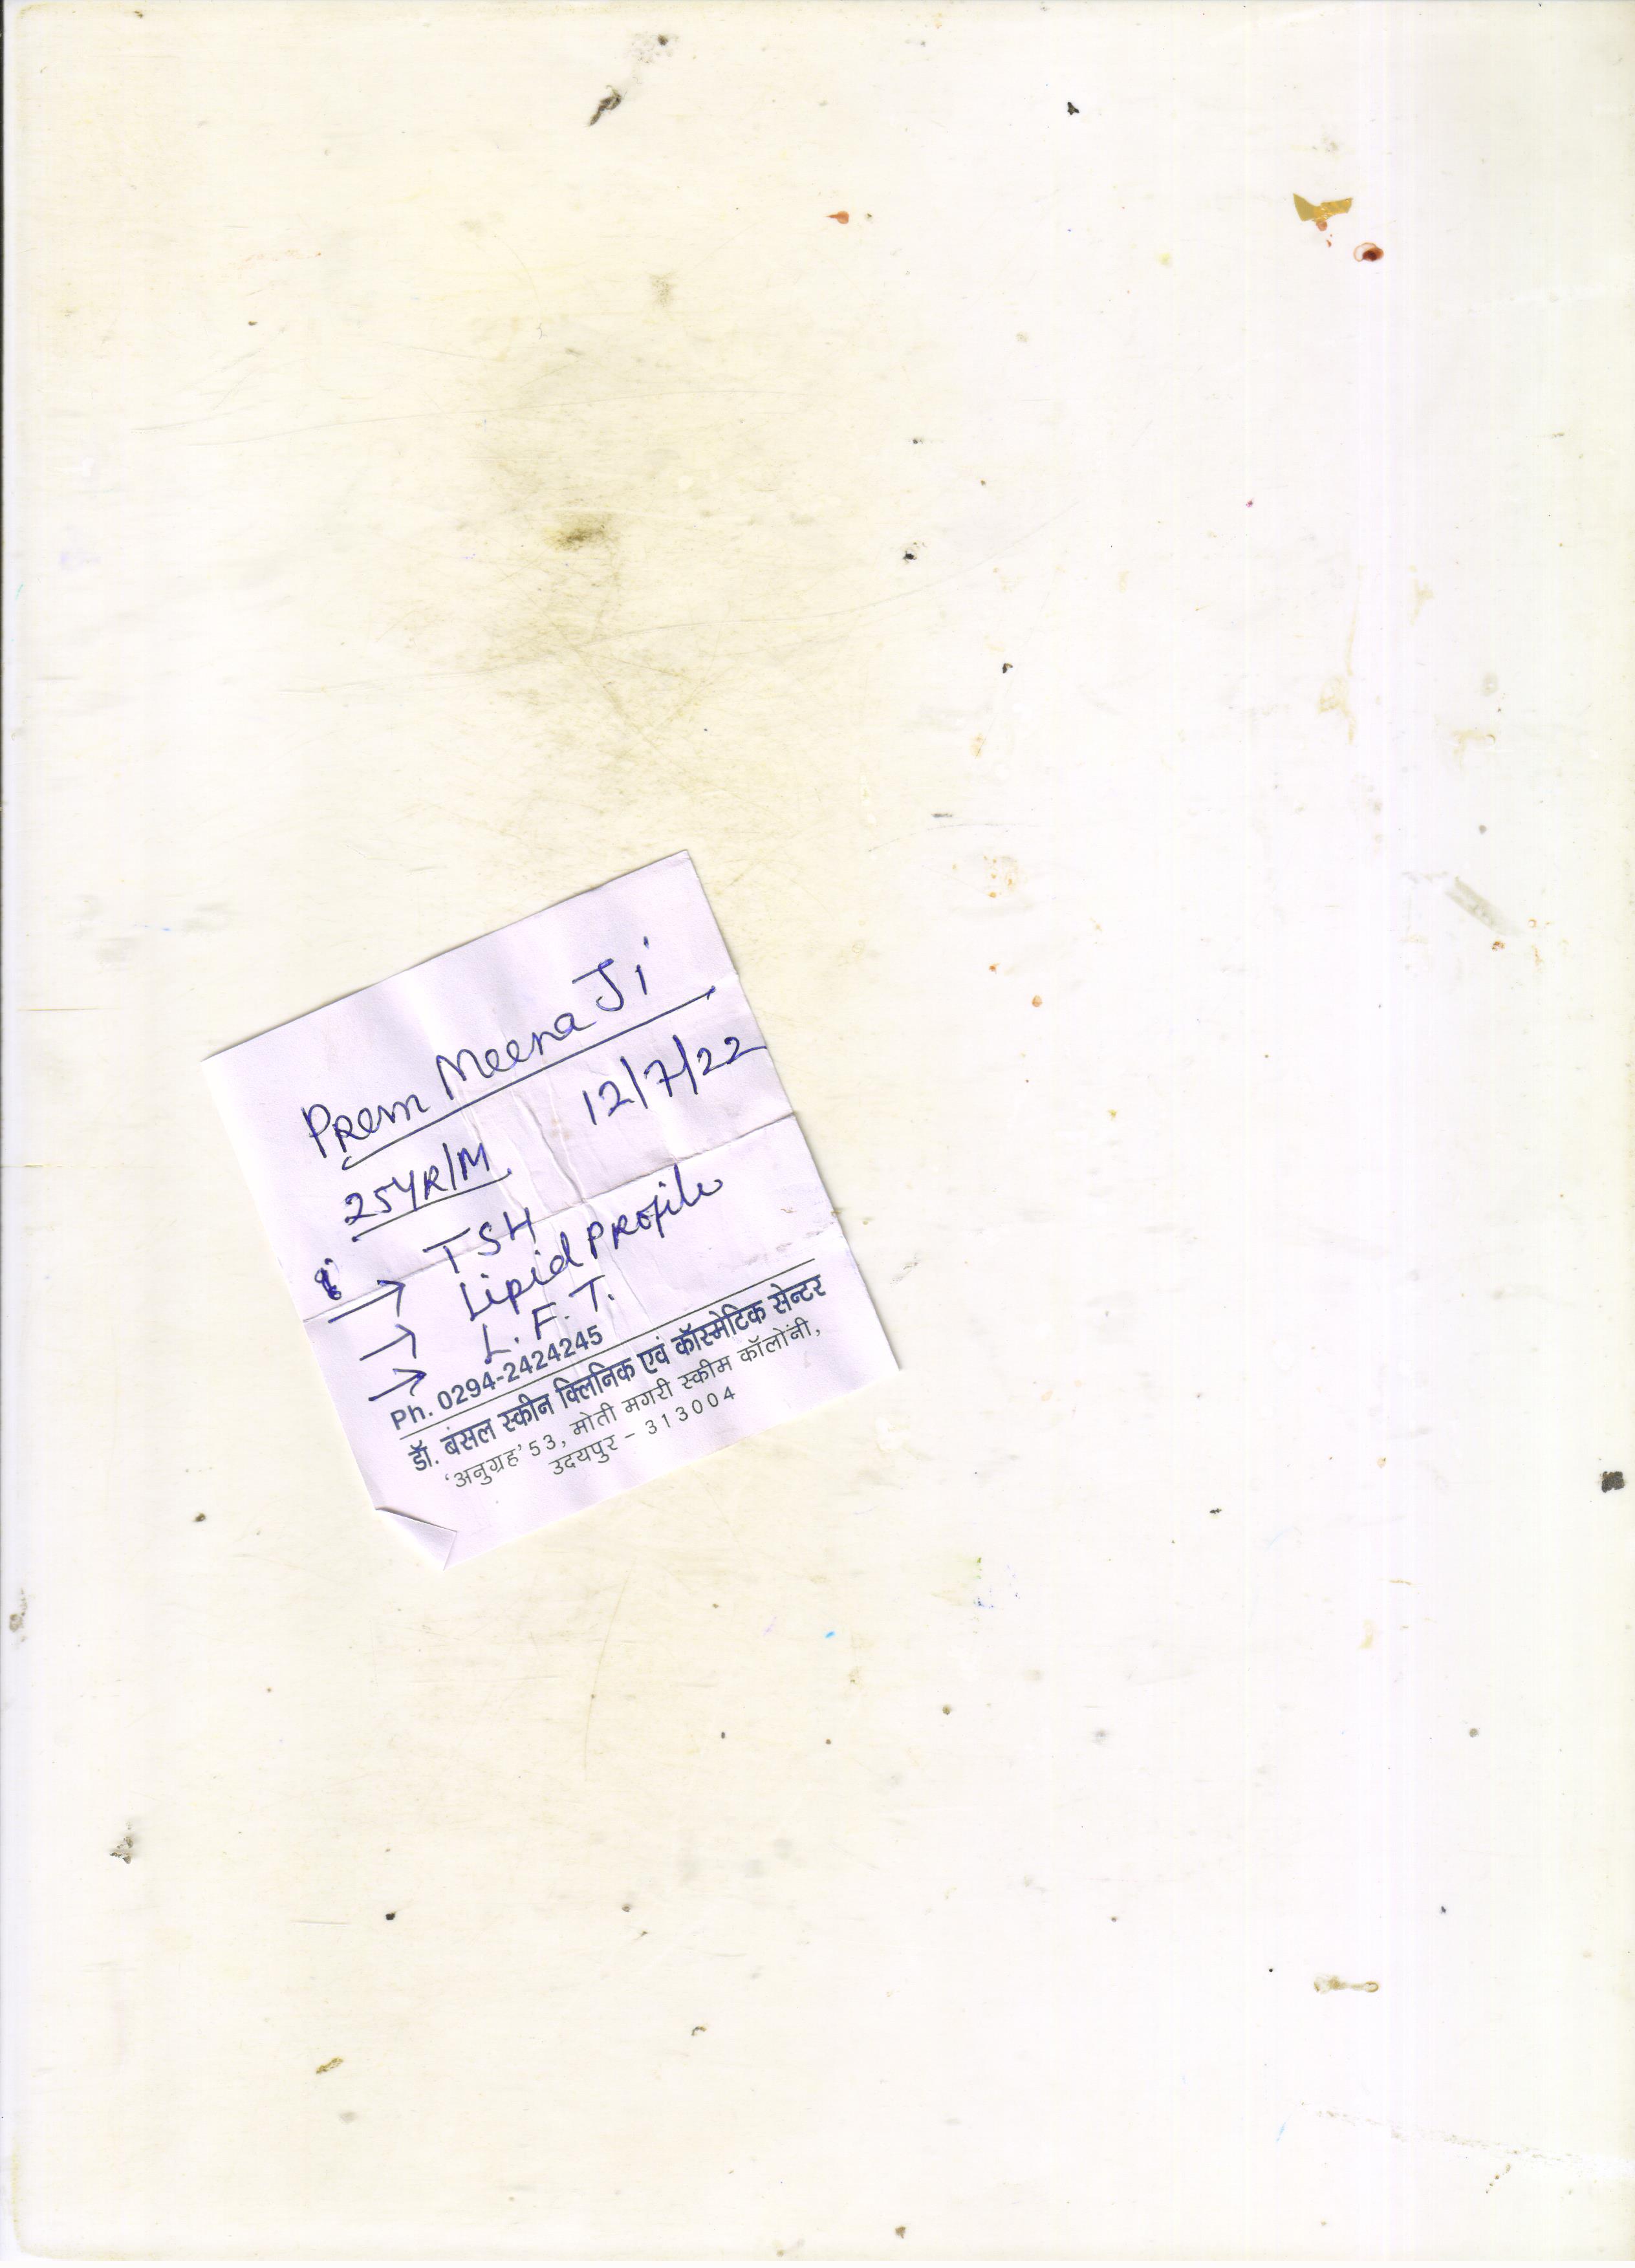 Prem Meena Ji
25YR/M 12/7/22
→ TSH
→ Lipid Profile
→ L.F.T.
Ph. 0294-2424245
डॉ. बंसल स्कीन क्लिनिक एवं कॉस्मेटिक सेन्टर
'अनुग्रह' 53, मोती मगरी स्कीम कॉलोंनी,
उदयपुर - 313004